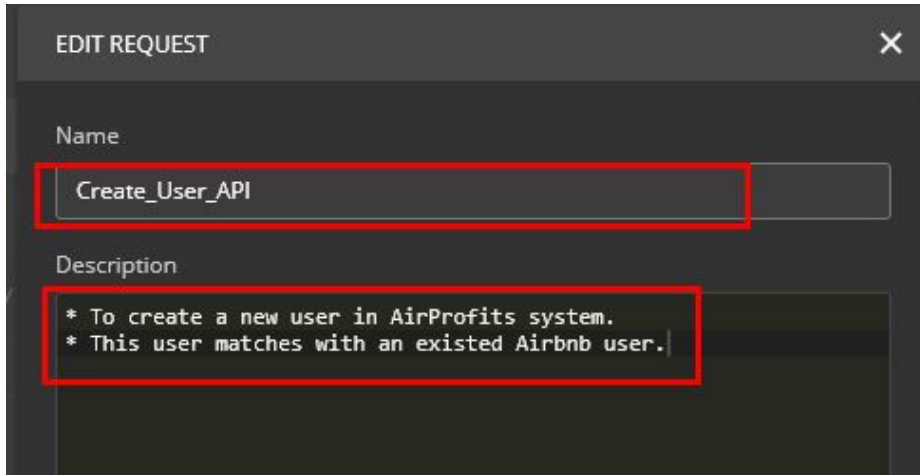 EDIT REQUEST
Name
Create_User_API
Description
* To create a new user in AirProfits system.
* This user matches with an existed Airbnb user.